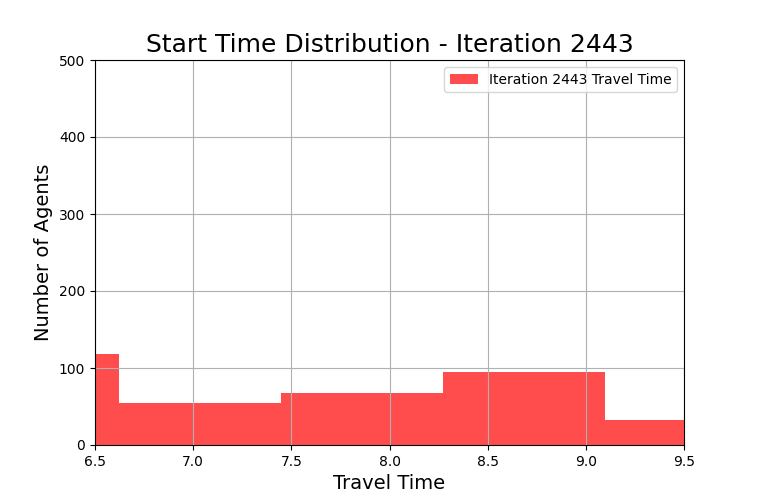 Start Time Distribution - Iteration 2443
Iteration 2443 Travel Time
Number of Agents
500
400
300
200
100
0
6.5 7.0 7.5 8.0 8.5 9.0 9.5
Travel Time